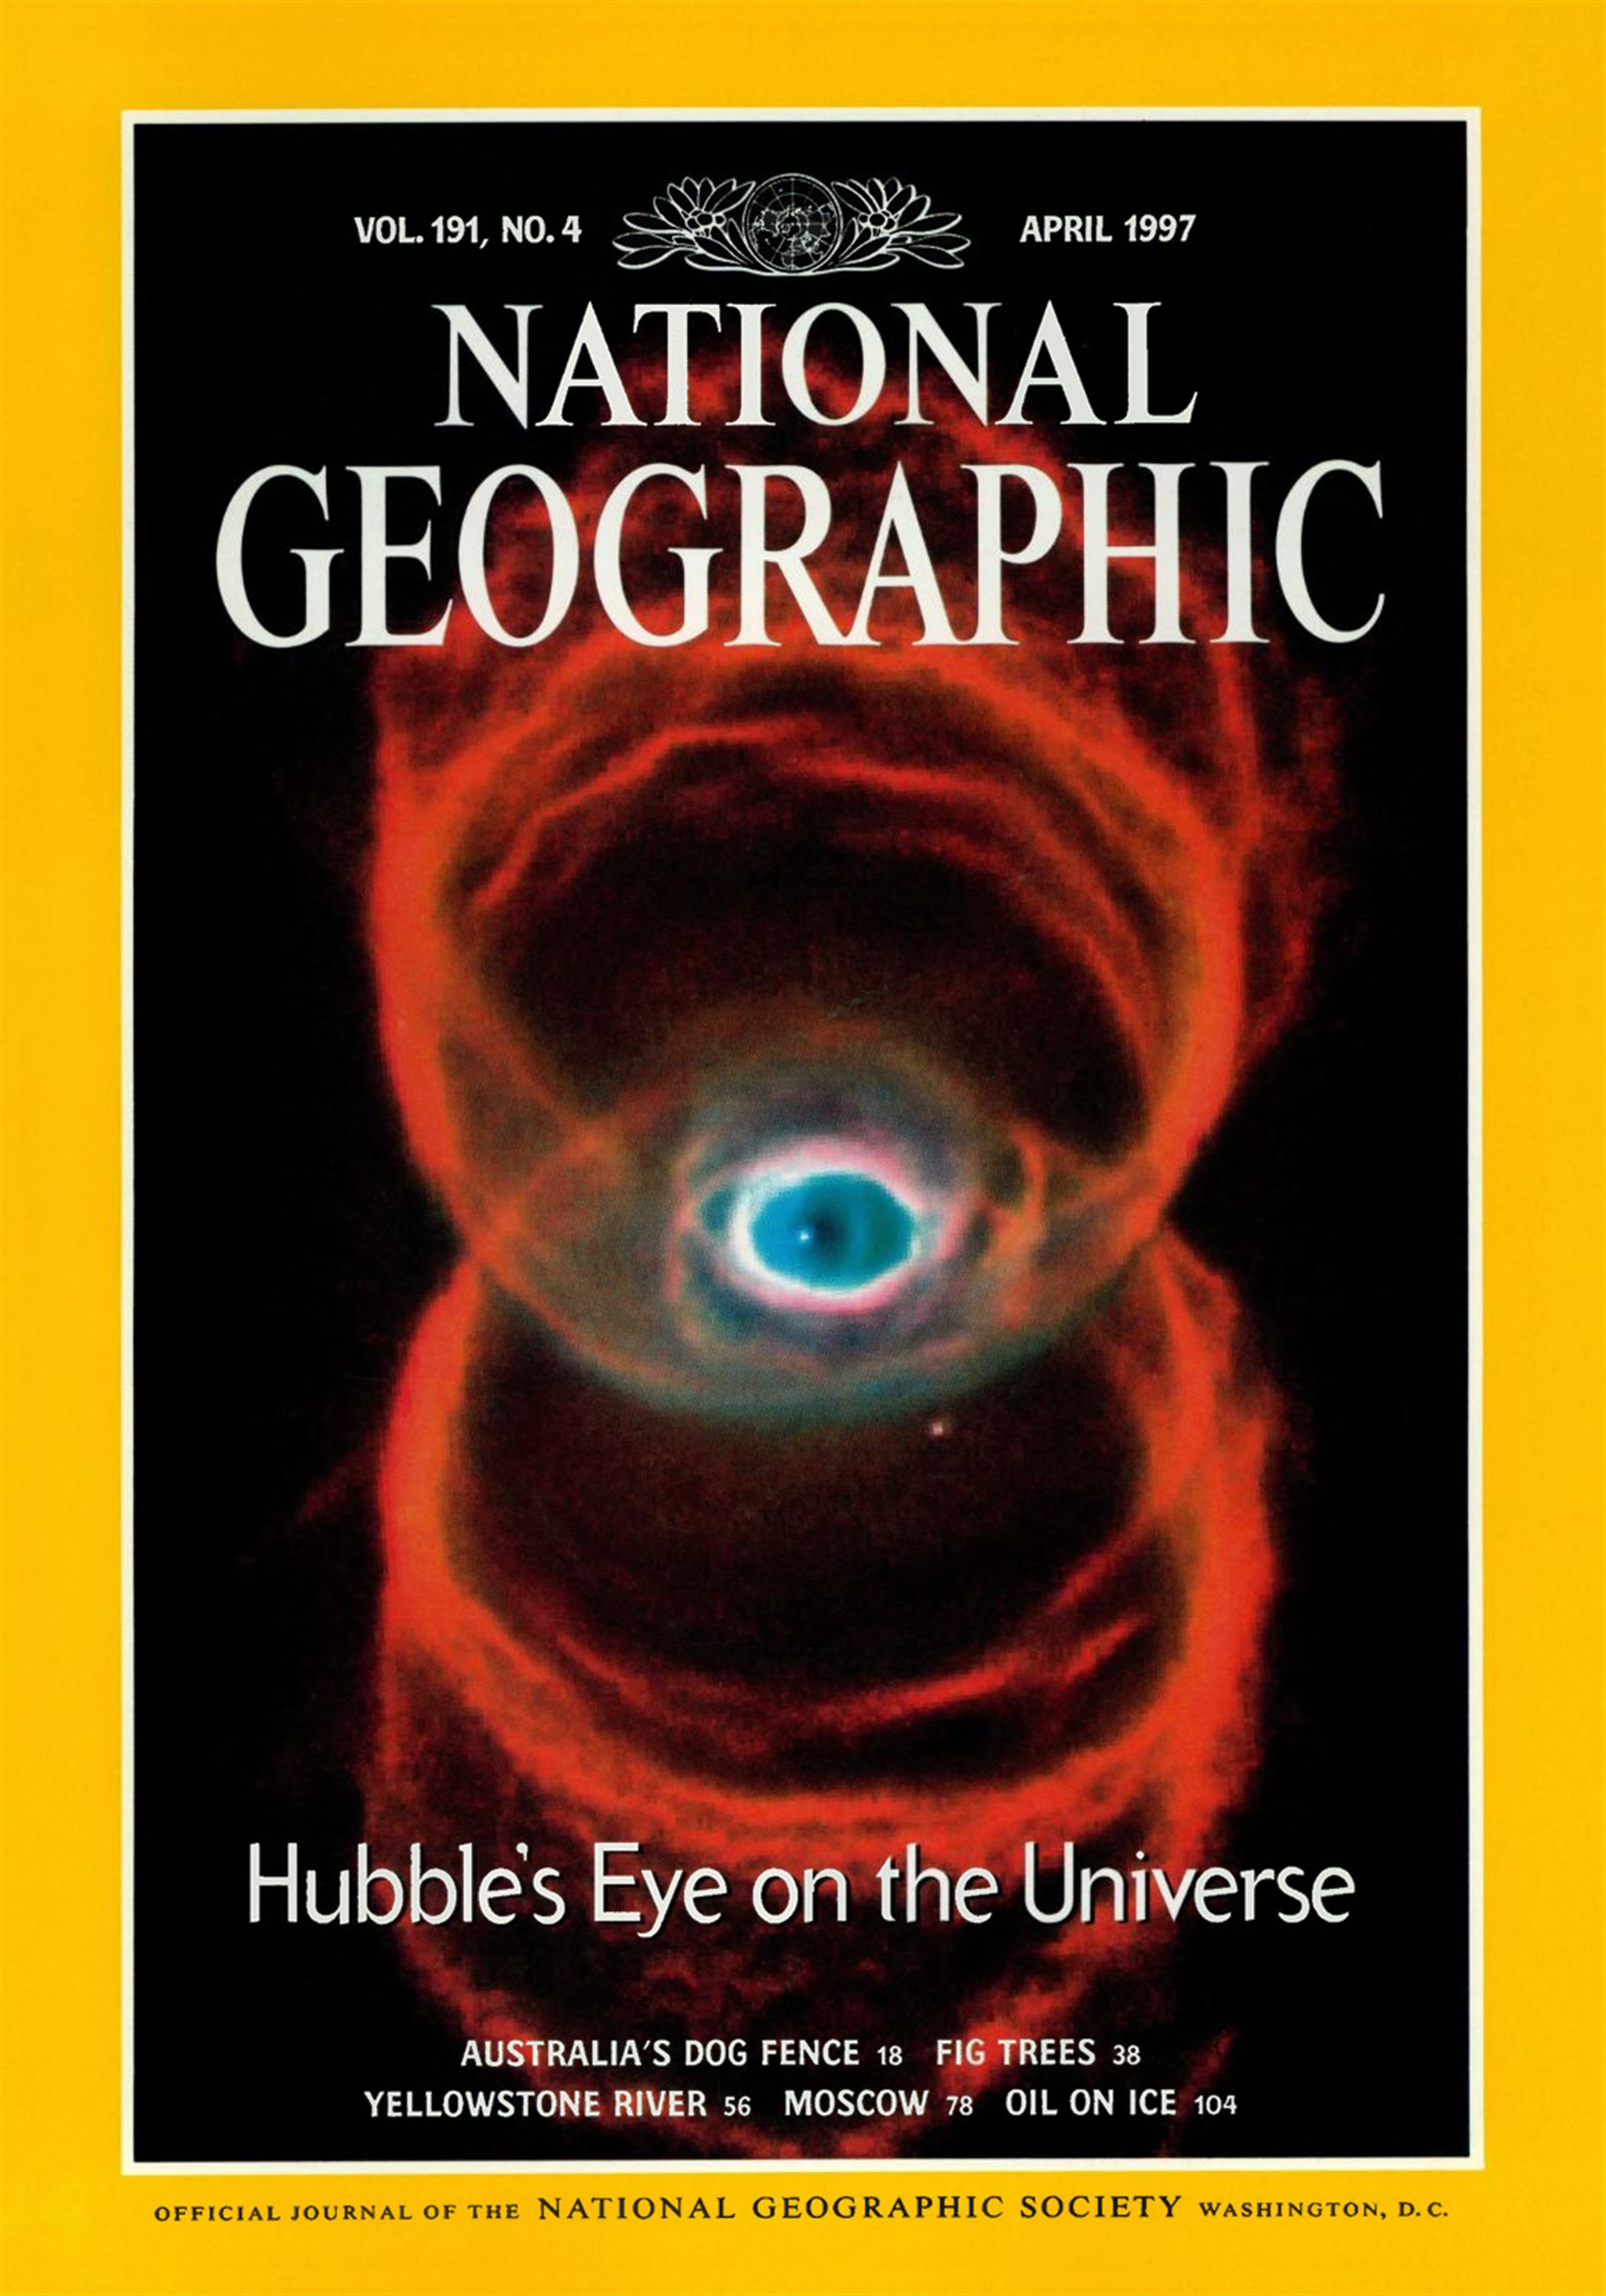 VOL. 191, NO. 4 APRIL 1997
NATIONAL
GEOGRAPHIC
Hubble's Eye on the Universe
AUSTRALIA'S DOG FENCE 18 FIG TREES 38
YELLOWSTONE RIVER 56 MOSCOW 78 OIL ON ICE 104
OFFICIAL JOURNAL OF THE NATIONAL GEOGRAPHIC SOCIETY WASHINGTON, D.C.